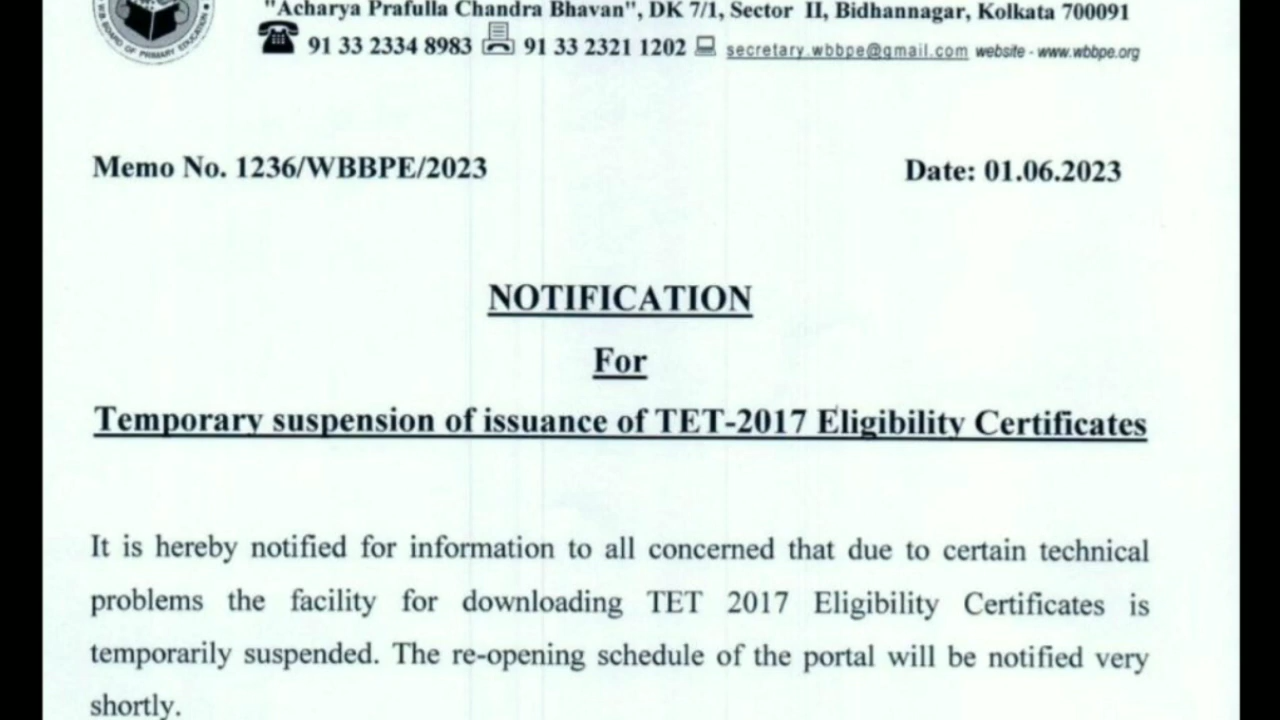 W.B. BOARD OF PRIMARY EDUCATION
"Acharya Prafulla Chandra Bhavan", DK 7/1, Sector II, Bidhannagar, Kolkata 700091
91 33 2334 8983 91 33 2321 1202 secretary.wbbpe@gmail.com website - www.wbbpe.org
Memo No. 1236/WBBPE/2023 Date: 01.06.2023
NOTIFICATION
For
Temporary suspension of issuance of TET-2017 Eligibility Certificates
It is hereby notified for information to all concerned that due to certain technical
problems the facility for downloading TET 2017 Eligibility Certificates is
temporarily suspended. The re-opening schedule of the portal will be notified very
shortly.